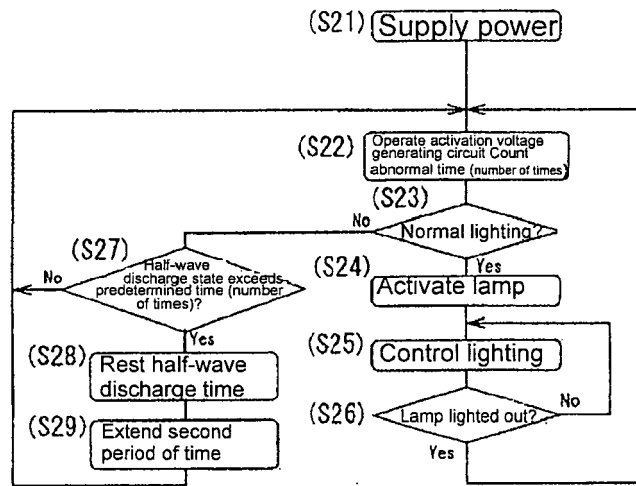 (S21)
Supply power
(S22)
Operate activation voltage
generating circuit Count
abnormal time (number of times)
(S23)
No
Normal lighting?
(S27)
Half-wave
discharge state exceeds
predetermined time (number
of times)?
No
Yes
(S24)
Yes
Activate lamp
(S28)
Rest half-wave
discharge time
(S25)
Control lighting
(S26)
Lamp lighted out?
No
Yes
(S29)
Extend second
period of time